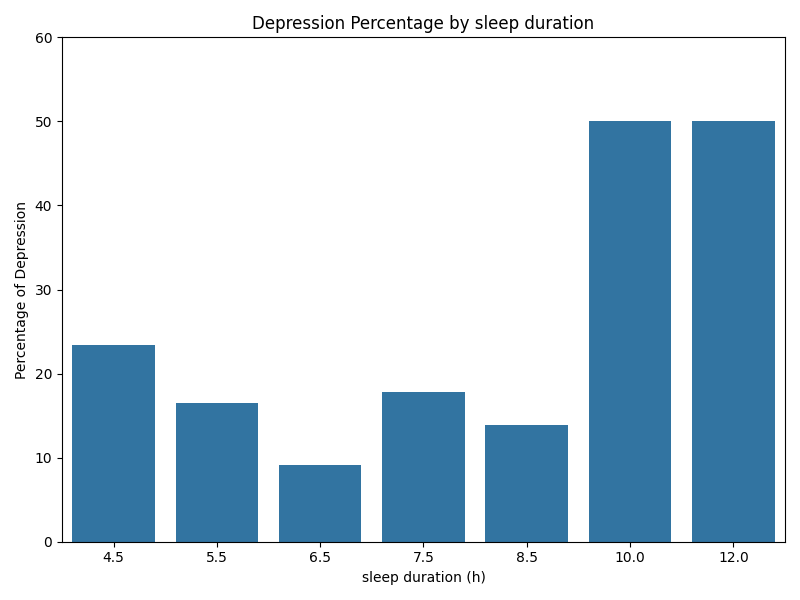 Depression Percentage by sleep duration
60
50
40
30
20
10
0
Percentage of Depression
4.5 5.5 6.5 7.5 8.5 10.0 12.0
sleep duration (h)